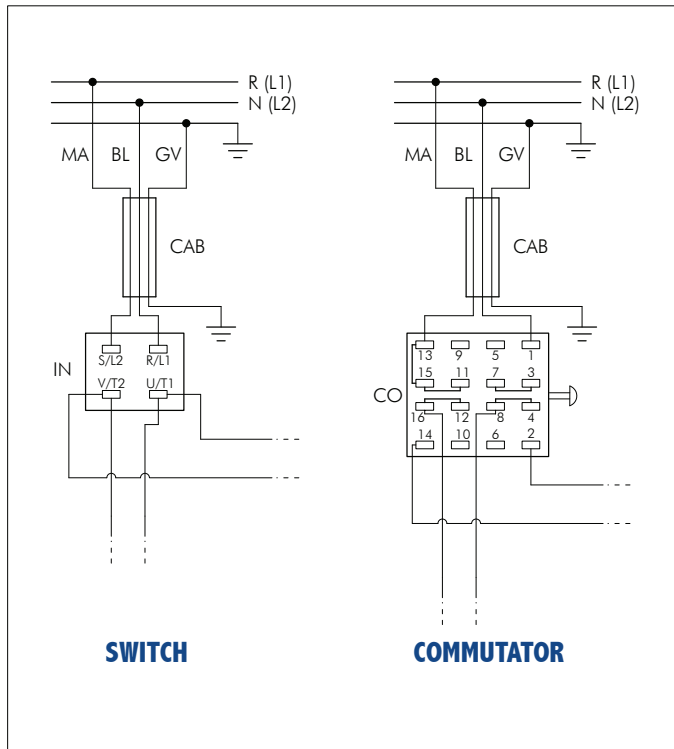 R (L1)
N (L2)
MA BL GV
CAB
IN
S/L2 R/L1
V/T2 U/T1
SWITCH
R (L1)
N (L2)
MA BL GV
CAB
CO
13 9 5 1
15 11 7 3
16 12 8 4
14 10 6 2
COMMUTATOR